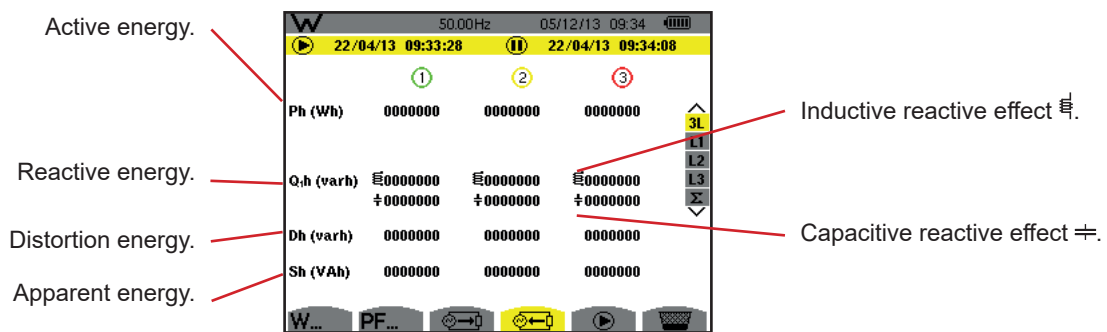 W 50.00Hz 05/12/13 09:34
22/04/13 09:33:28 22/04/13 09:34:08
1 2 3
Active energy.
Ph (Wh) 0000000 0000000 0000000
3L
L1
L2
L3
Σ
Inductive reactive effect .
Reactive energy.
Q₁h (varh) 0000000 0000000 0000000
0000000 0000000 0000000
Capacitive reactive effect .
Distortion energy.
Dh (varh) 0000000 0000000 0000000
Apparent energy.
Sh (VAh) 0000000 0000000 0000000
W... PF...